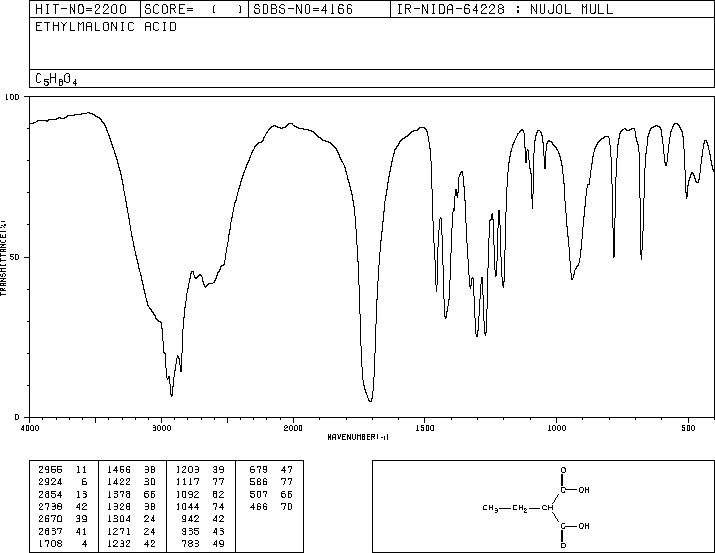 HIT-NO=2200 SCORE= ( ) SDBS-NO=4166 IR-NIDA-64228 : NUJOL MULL
ETHYLMALONIC ACID
C5H8O4
100
50
0
TRANSMITTANCE(%)
4000 3000 2000 1500 1000 500
WAVENUMBER(-1)
2966 11 1466 38 1203 39 679 47
2924 6 1422 30 1117 77 586 77
2854 13 1378 66 1092 62 507 66
2738 42 1328 38 1044 74 466 70
2670 39 1304 24 942 42
2637 41 1271 24 935 43
1708 4 1232 42 783 49
O
C—OH
CH3—CH2—CH
C—OH
O